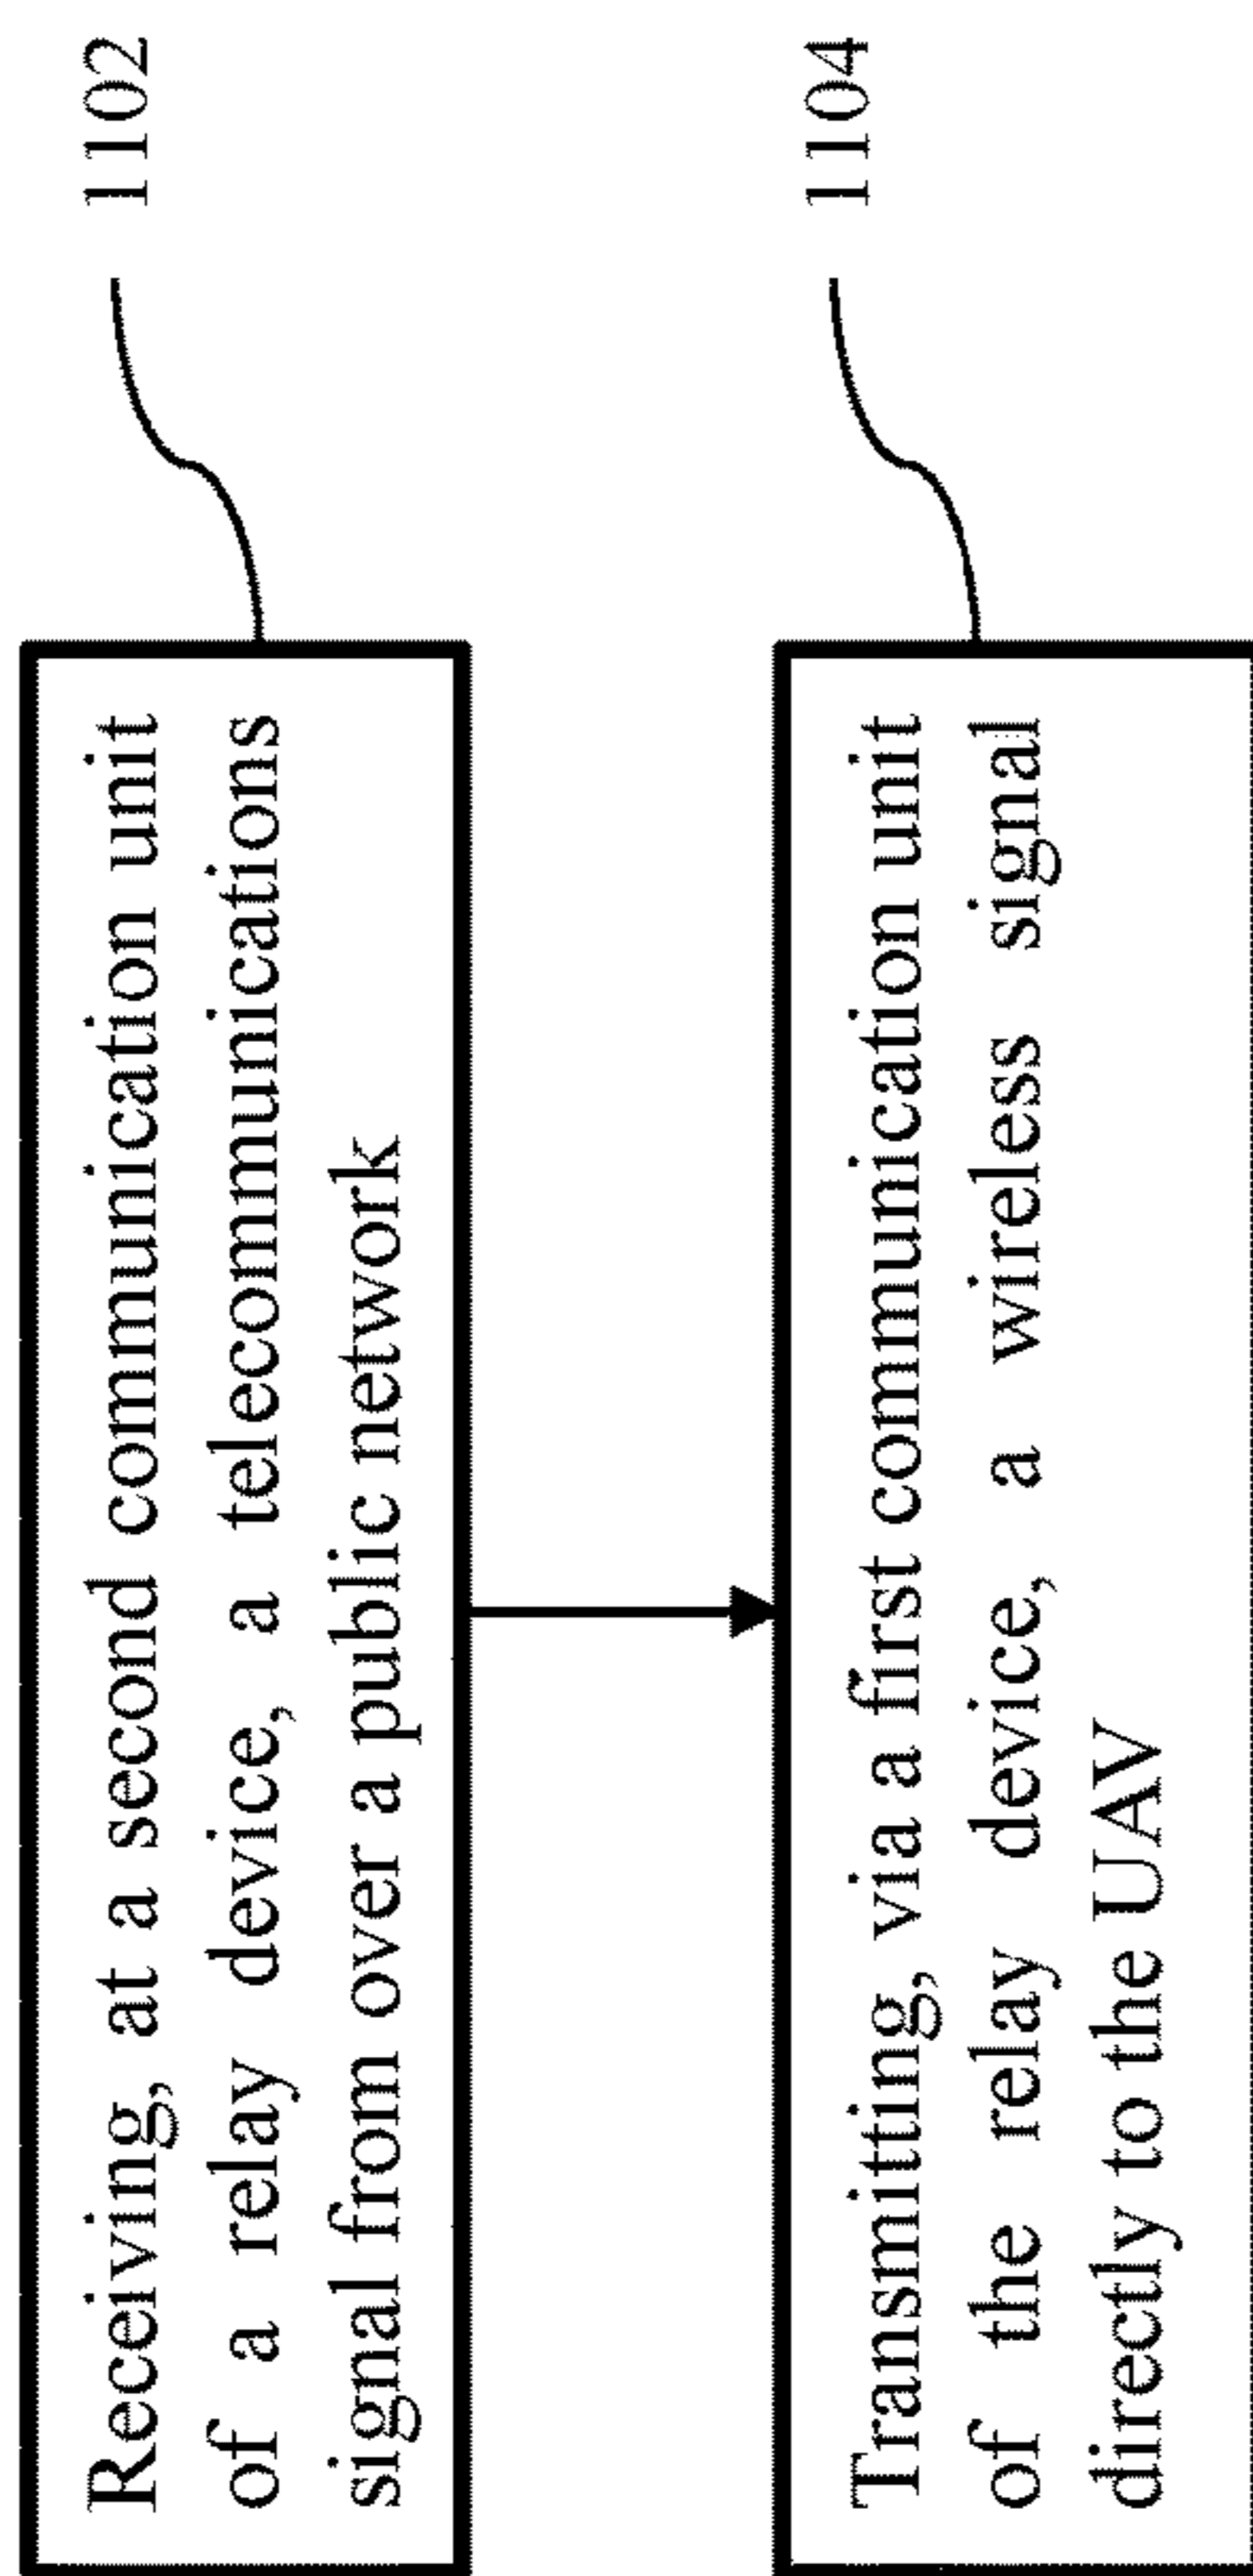 Receiving, at a second communication unit
of a relay device, a telecommunications
signal from over a public network
1102
Transmitting, via a first communication unit
of the relay device, a wireless signal
directly to the UAV
1104